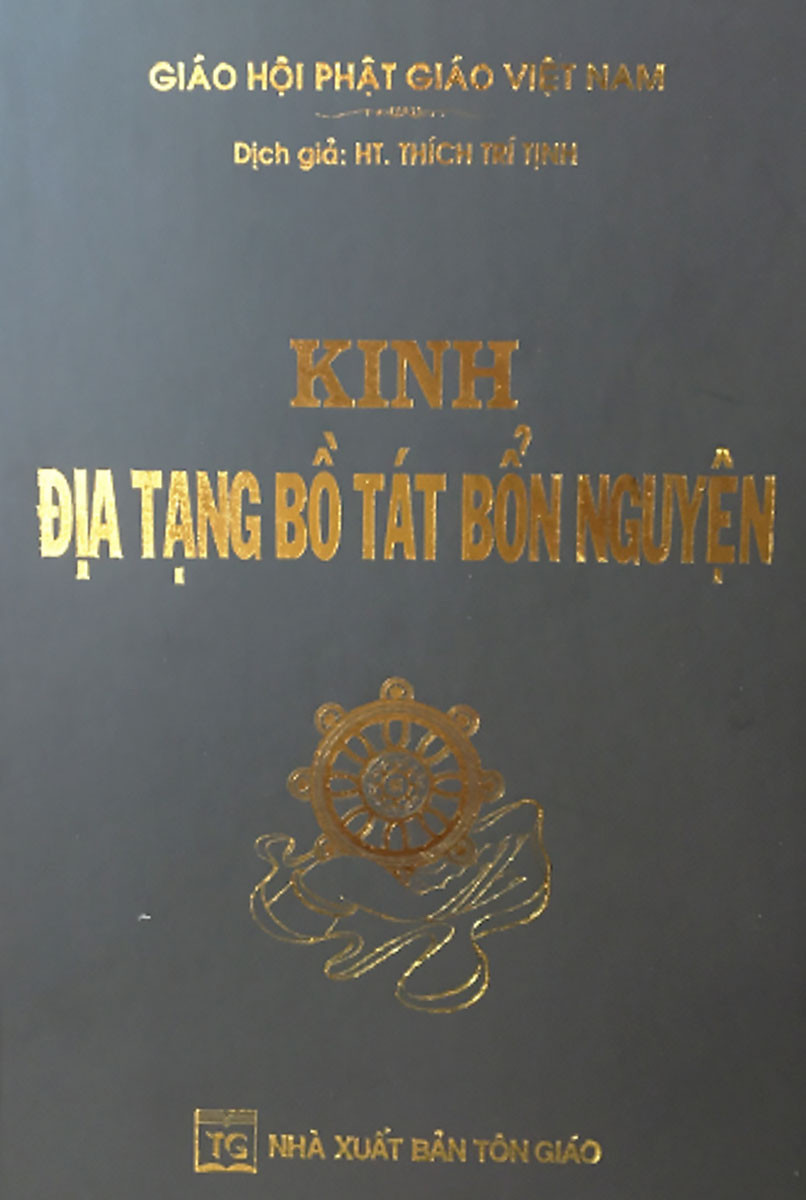 GIÁO HỘI PHẬT GIÁO VIỆT NAM
Dịch giả: HT. THÍCH TRÍ TỊNH
KINH
ĐỊA TẠNG BỒ TÁT BỔN NGUYỆN
TG NHÀ XUẤT BẢN TÔN GIÁO